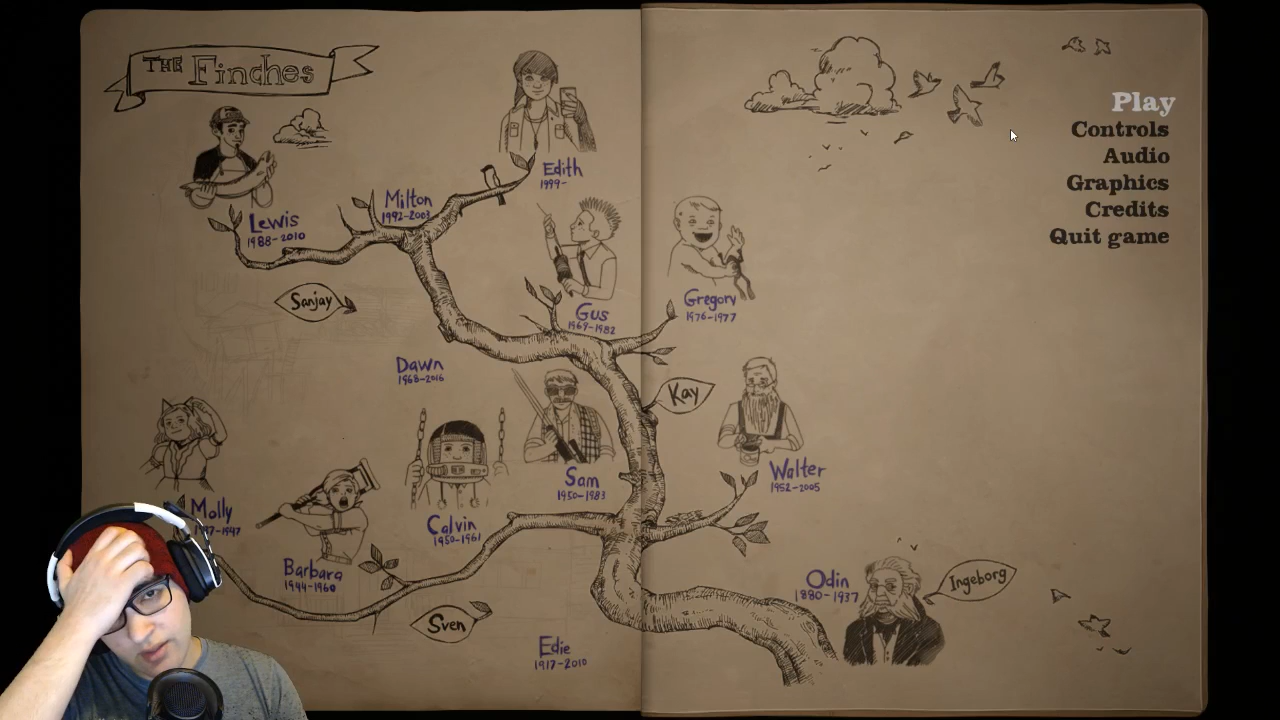 THE Finches
Edith
1999-
Milton
1992-2003
Lewis
1988-2010
Sanjay
Gus
1969-1982
Gregory
1976-1977
Dawn
1968-2016
Kay
Sam
1950-1983
Walter
1952-2005
Molly
Calvin
1950-1961
Barbara
1944-1960
Sven
Edie
1917-2010
Odin
1880-1937
Ingeborg
Play
Controls
Audio
Graphics
Credits
Quit game